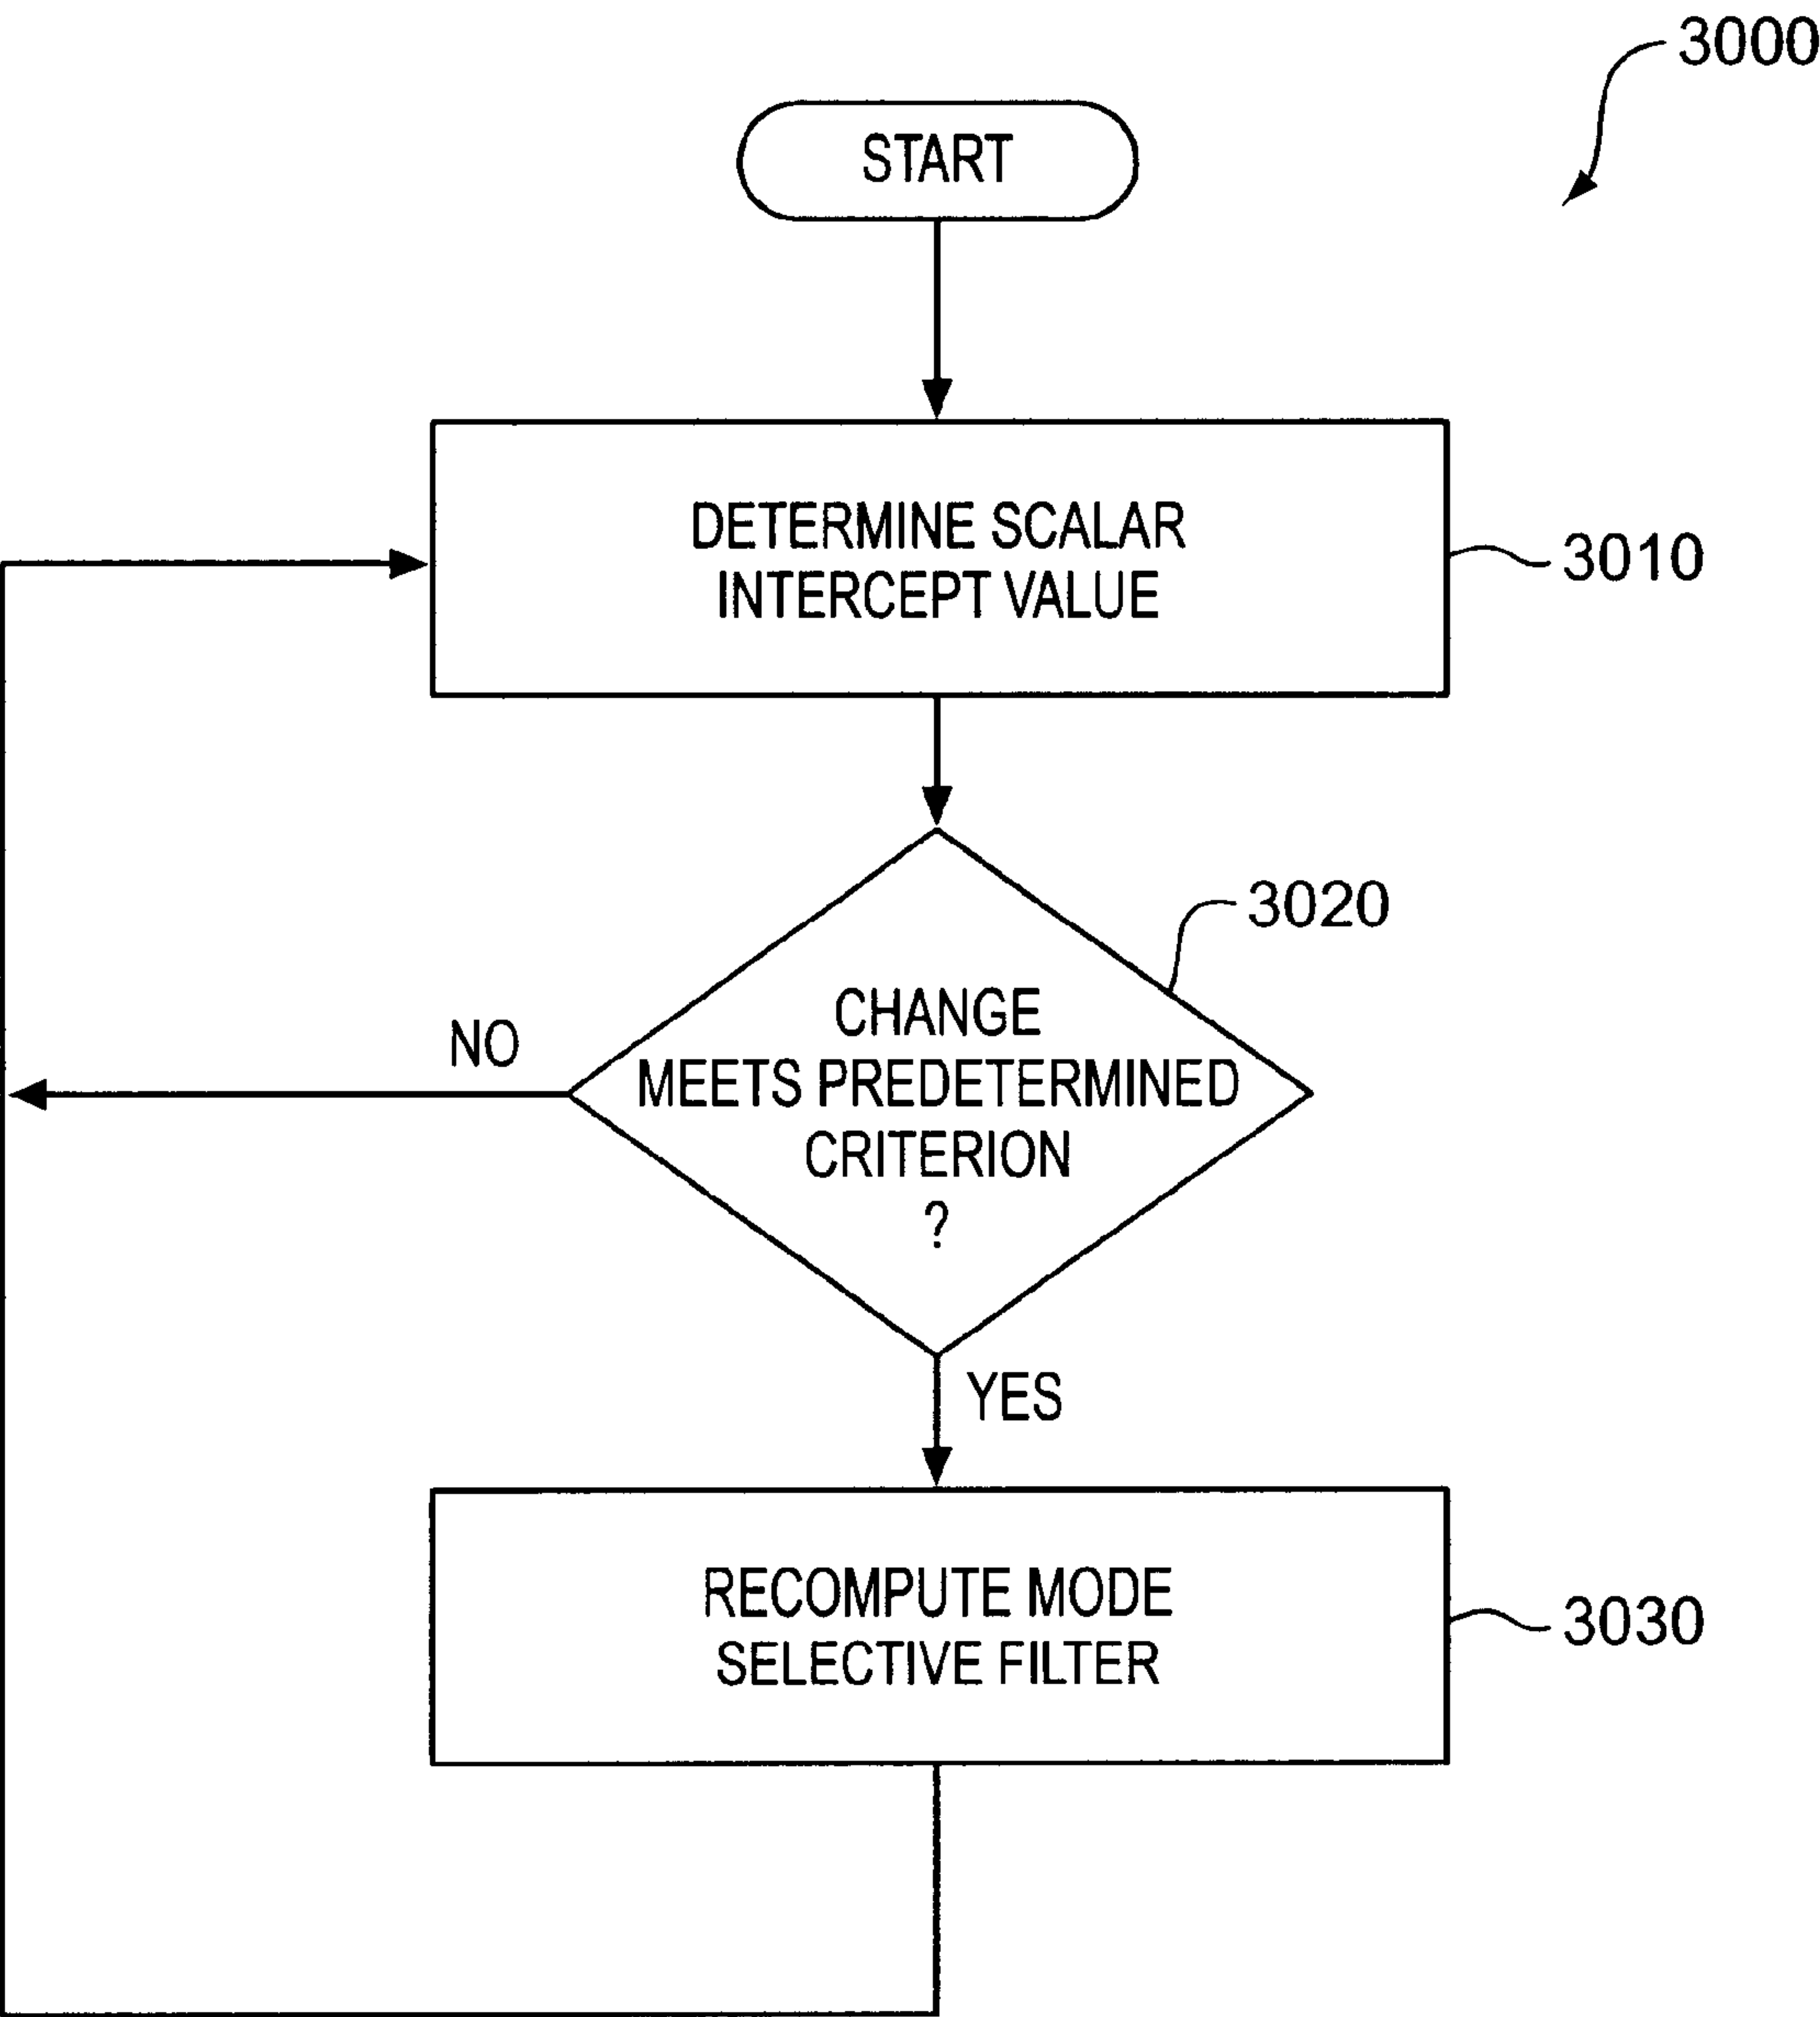 3000
START
DETERMINE SCALAR
INTERCEPT VALUE
3010
3020
CHANGE
MEETS PREDETERMINED
CRITERION
?
NO
YES
RECOMPUTE MODE
SELECTIVE FILTER
3030